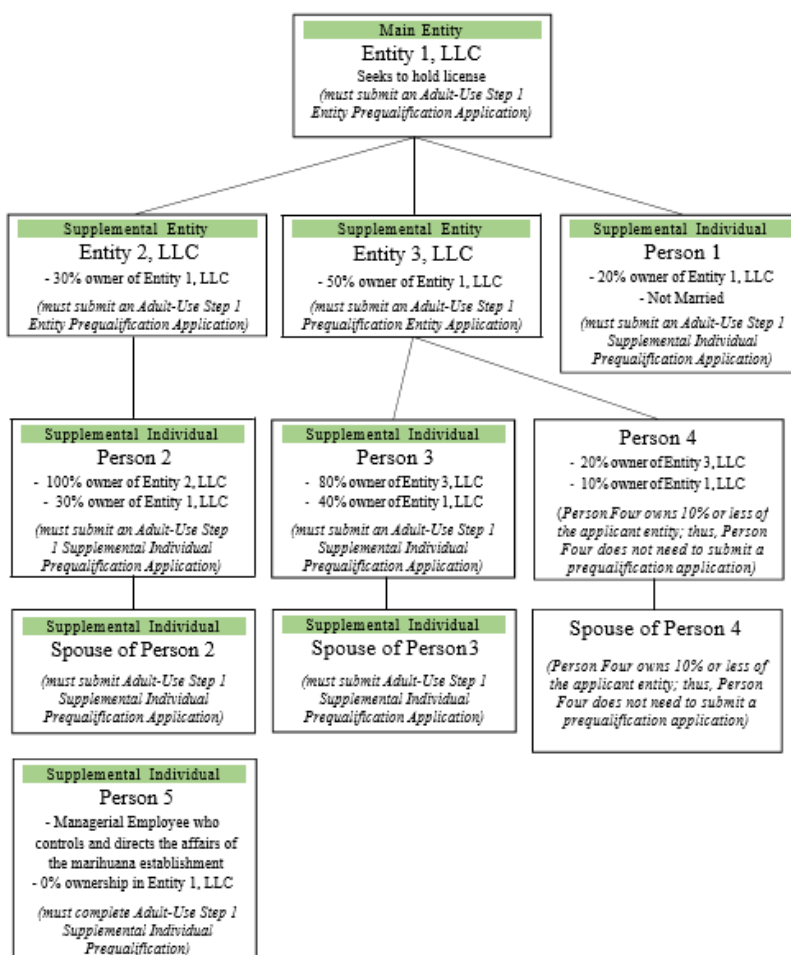 Main Entity
Entity 1, LLC
Seeks to hold license
(must submit an Adult-Use Step 1
Entity Prequalification Application)
Supplemental Entity
Entity 2, LLC
- 30% owner of Entity 1, LLC
(must submit an Adult-Use Step 1
Entity Prequalification Application)
Supplemental Entity
Entity 3, LLC
- 50% owner of Entity 1, LLC
(must submit an Adult-Use Step 1
Prequalification Entity Application)
Supplemental Individual
Person 1
- 20% owner of Entity 1, LLC
- Not Married
(must submit an Adult-Use Step 1
Supplemental Individual
Prequalification Application)
Supplemental Individual
Person 2
- 100% owner of Entity 2, LLC
- 30% owner of Entity 1, LLC
(must submit an Adult-Use Step
1 Supplemental Individual
Prequalification Application)
Supplemental Individual
Person 3
- 80% owner of Entity 3, LLC
- 40% owner of Entity 1, LLC
(must submit an Adult-Use Step 1
Supplemental Individual
Prequalification Application)
Person 4
- 20% owner of Entity 3, LLC
- 10% owner of Entity 1, LLC
(Person Four owns 10% or less of
the applicant entity; thus, Person
Four does not need to submit a
prequalification application)
Supplemental Individual
Spouse of Person 2
(must submit Adult-Use Step 1
Supplemental Individual
Prequalification Application)
Supplemental Individual
Spouse of Person 3
(must submit Adult-Use Step 1
Supplemental Individual
Prequalification Application)
Spouse of Person 4
(Person Four owns 10% or less of
the applicant entity; thus, Person
Four does not need to submit a
prequalification application)
Supplemental Individual
Person 5
- Managerial Employee who
controls and directs the affairs of
the marihuana establishment
- 0% ownership in Entity 1, LLC
(must complete Adult-Use Step 1
Supplemental Individual
Prequalification)